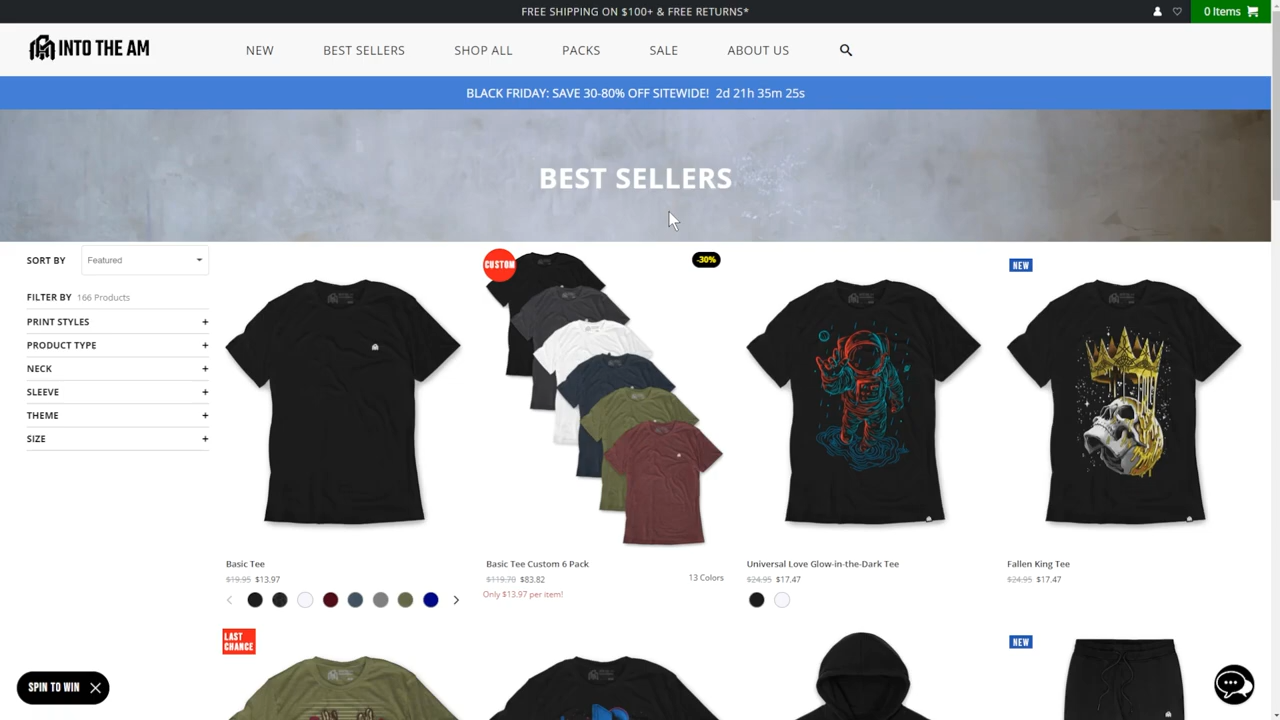 FREE SHIPPING ON $100+ & FREE RETURNS*
0 Items
INTO THE AM
NEW
BEST SELLERS
SHOP ALL
PACKS
SALE
ABOUT US
BLACK FRIDAY: SAVE 30-80% OFF SITEWIDE! 2d 21h 35m 25s
BEST SELLERS
SORT BY
Featured
FILTER BY 166 Products
PRINT STYLES +
PRODUCT TYPE +
NECK +
SLEEVE +
THEME +
SIZE +
CUSTOM
-30%
NEW
Basic Tee
$19.95 $13.97
Basic Tee Custom 6 Pack
$119.70 $83.82
13 Colors
Only $13.97 per item!
Universal Love Glow-in-the-Dark Tee
$24.95 $17.47
Fallen King Tee
$24.95 $17.47
LAST
CHANCE
NEW
SPIN TO WIN